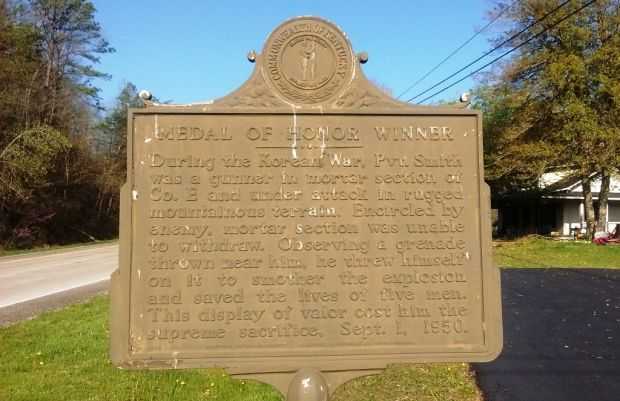 COMMONWEALTH OF KENTUCKY
MEDAL OF HONOR WINNER
During the Korean War, Pvt. Smith
was a gunner in mortar section of
Co. E and under attack in rugged
mountainous terrain. Encircled by
enemy, mortar section was unable
to withdraw. Observing a grenade
thrown near him, he threw himself
on it to smother the explosion
and saved the lives of five men.
This display of valor cost him the
supreme sacrifice, Sept. 1, 1950.